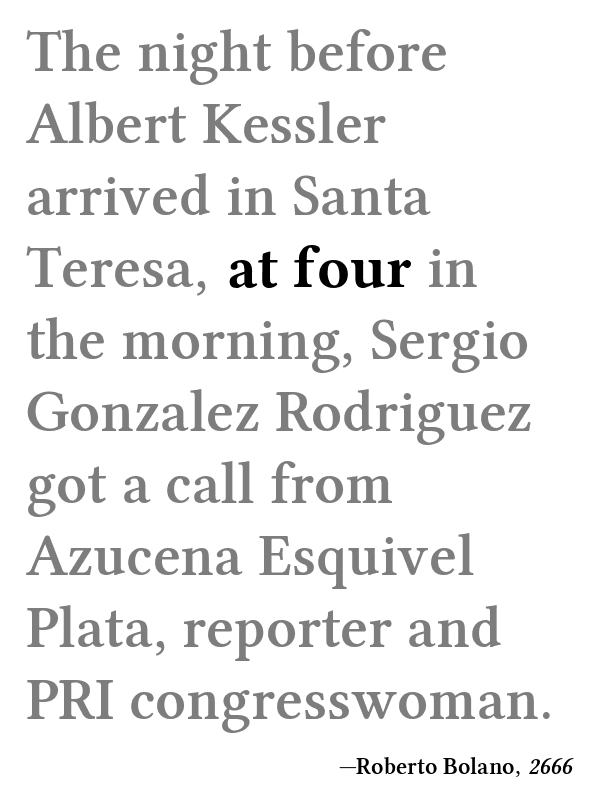 The night before
Albert Kessler
arrived in Santa
Teresa, at four in
the morning, Sergio
Gonzalez Rodriguez
got a call from
Azucena Esquivel
Plata, reporter and
PRI congresswoman.
—Roberto Bolano, 2666